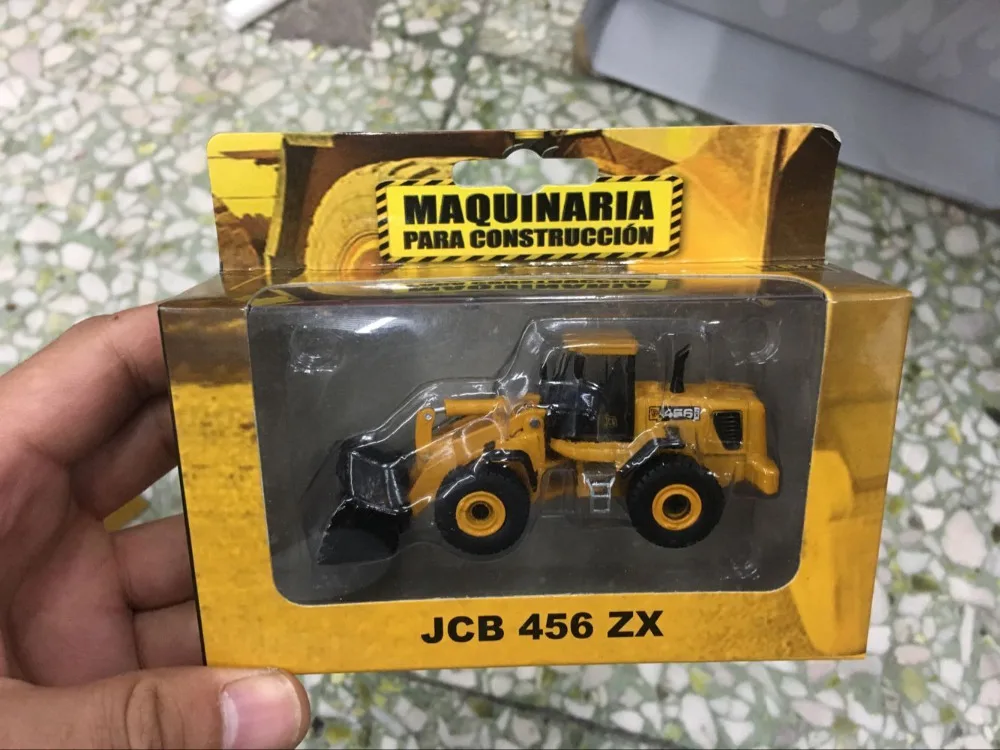 MAQUINARIA
PARA CONSTRUCCIÓN
456
JCB 456 ZX